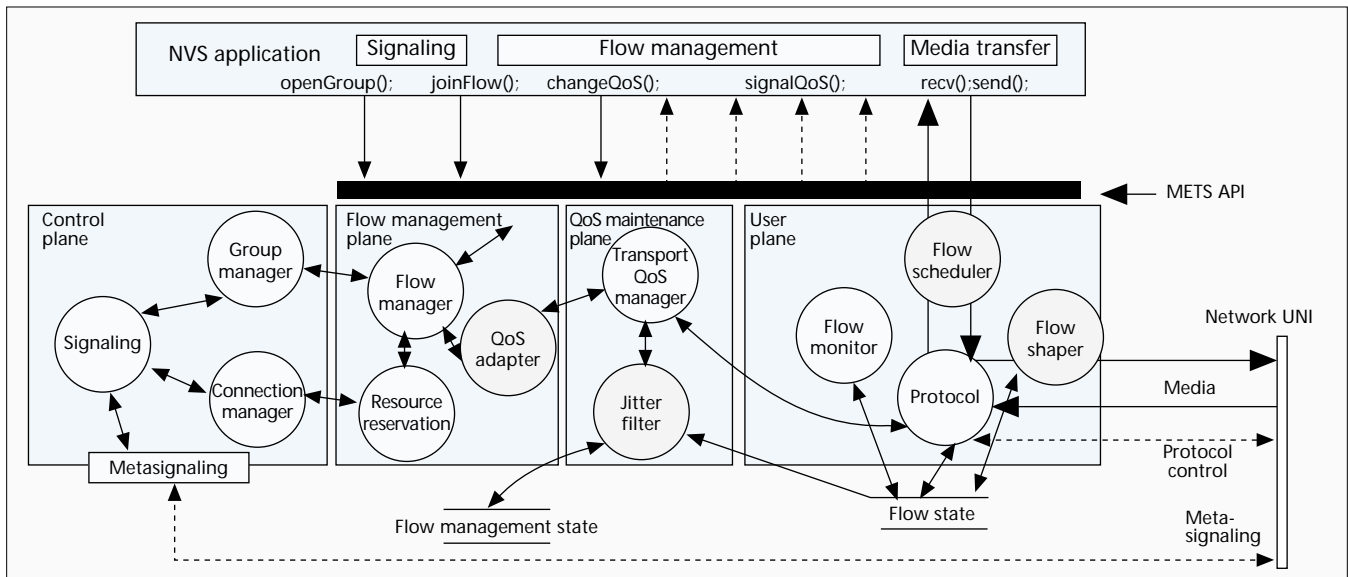 NVS application
Signaling
Flow management
Media transfer
openGroup();
joinFlow();
changeQoS();
signalQoS();
recv();send();
METS API
Control
plane
Group
manager
Signaling
Connection
manager
Metasignaling
Flow management
plane
Flow
manager
QoS
adapter
Resource
reservation
QoS maintenance
plane
Transport
QoS
manager
Jitter
filter
User
plane
Flow
scheduler
Flow
monitor
Flow
shaper
Protocol
Network UNI
Media
Protocol
control
Flow management state
Flow state
Meta-
signaling